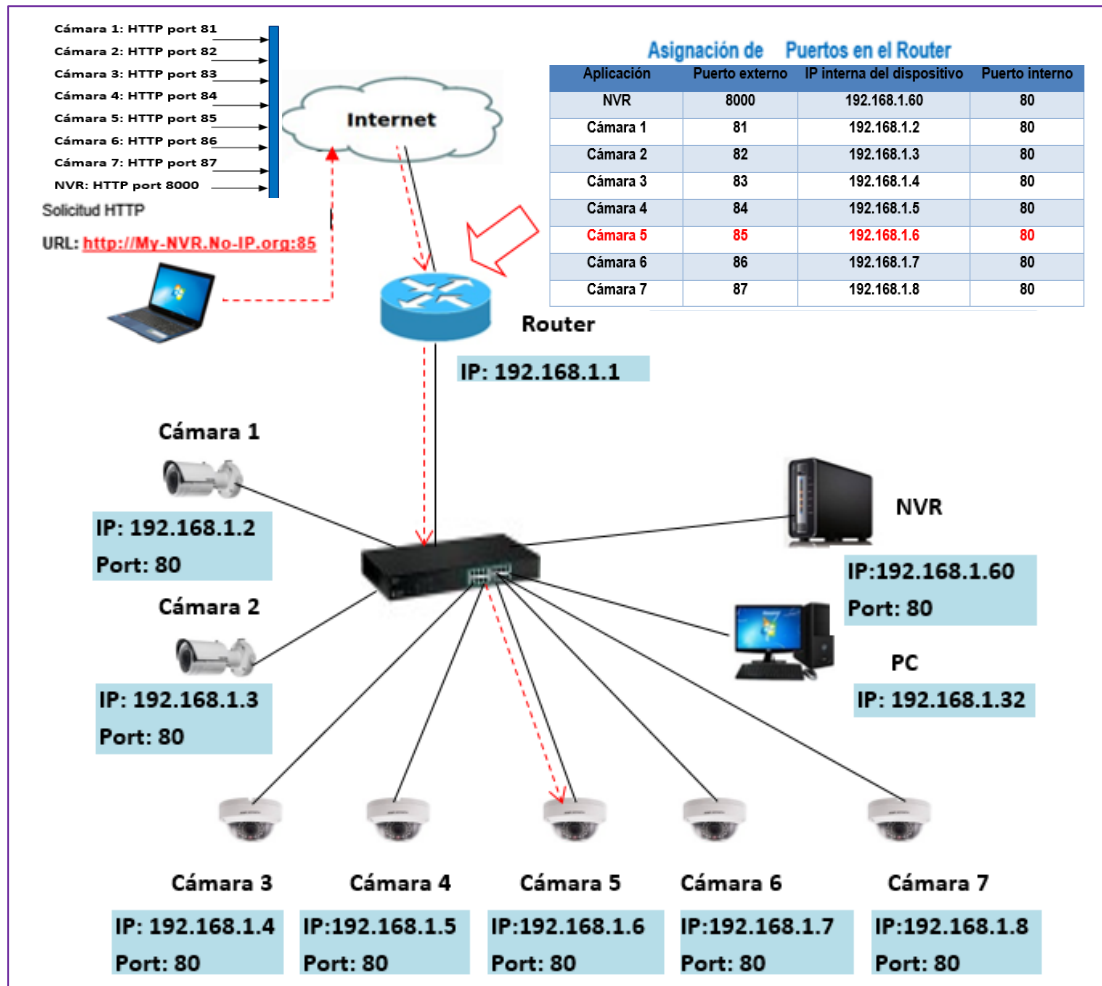 Cámara 1: HTTP port 81
Cámara 2: HTTP port 82
Cámara 3: HTTP port 83
Cámara 4: HTTP port 84
Cámara 5: HTTP port 85
Cámara 6: HTTP port 86
Cámara 7: HTTP port 87
NVR: HTTP port 8000
Solicitud HTTP
URL: http://My-NVR.No-IP.org:85
Internet
Asignación de Puertos en el Router
Aplicación Puerto externo IP interna del dispositivo Puerto interno
NVR 8000 192.168.1.60 80
Cámara 1 81 192.168.1.2 80
Cámara 2 82 192.168.1.3 80
Cámara 3 83 192.168.1.4 80
Cámara 4 84 192.168.1.5 80
Cámara 5 85 192.168.1.6 80
Cámara 6 86 192.168.1.7 80
Cámara 7 87 192.168.1.8 80
Router
IP: 192.168.1.1
Cámara 1
IP: 192.168.1.2
Port: 80
Cámara 2
IP: 192.168.1.3
Port: 80
NVR
IP:192.168.1.60
Port: 80
PC
IP: 192.168.1.32
Cámara 3
IP: 192.168.1.4
Port: 80
Cámara 4
IP:192.168.1.5
Port: 80
Cámara 5
IP:192.168.1.6
Port: 80
Cámara 6
IP:192.168.1.7
Port: 80
Cámara 7
IP:192.168.1.8
Port: 80